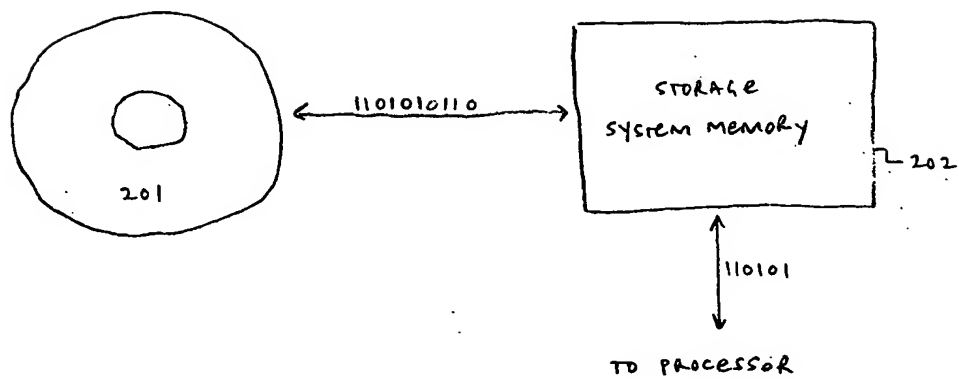 1101010110
STORAGE
SYSTEM MEMORY
201
202
110101
TO PROCESSOR